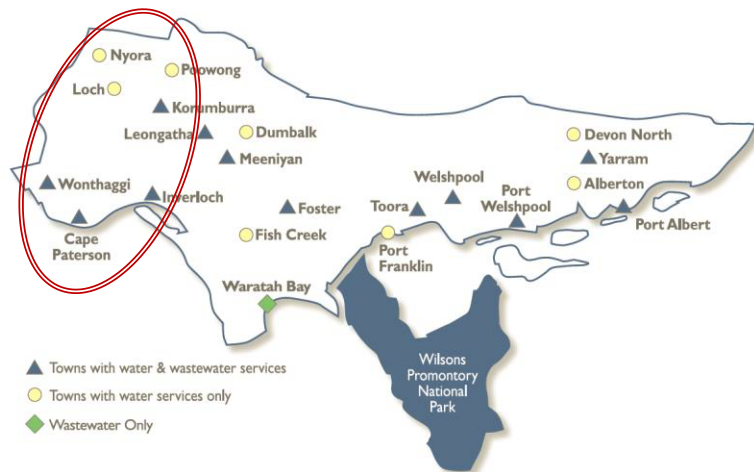 Nyora
Poowong
Loch
Korumburra
Leongatha
Dumbalk
Devon North
Meeniyan
Yarram
Wonthaggi
Inverloch
Welshpool
Alberton
Port
Welshpool
Foster
Toora
Port Albert
Cape
Paterson
Fish Creek
Port
Franklin
Waratah Bay
Wilsons
Promontory
National
Park
Towns with water & wastewater services
Towns with water services only
Wastewater Only